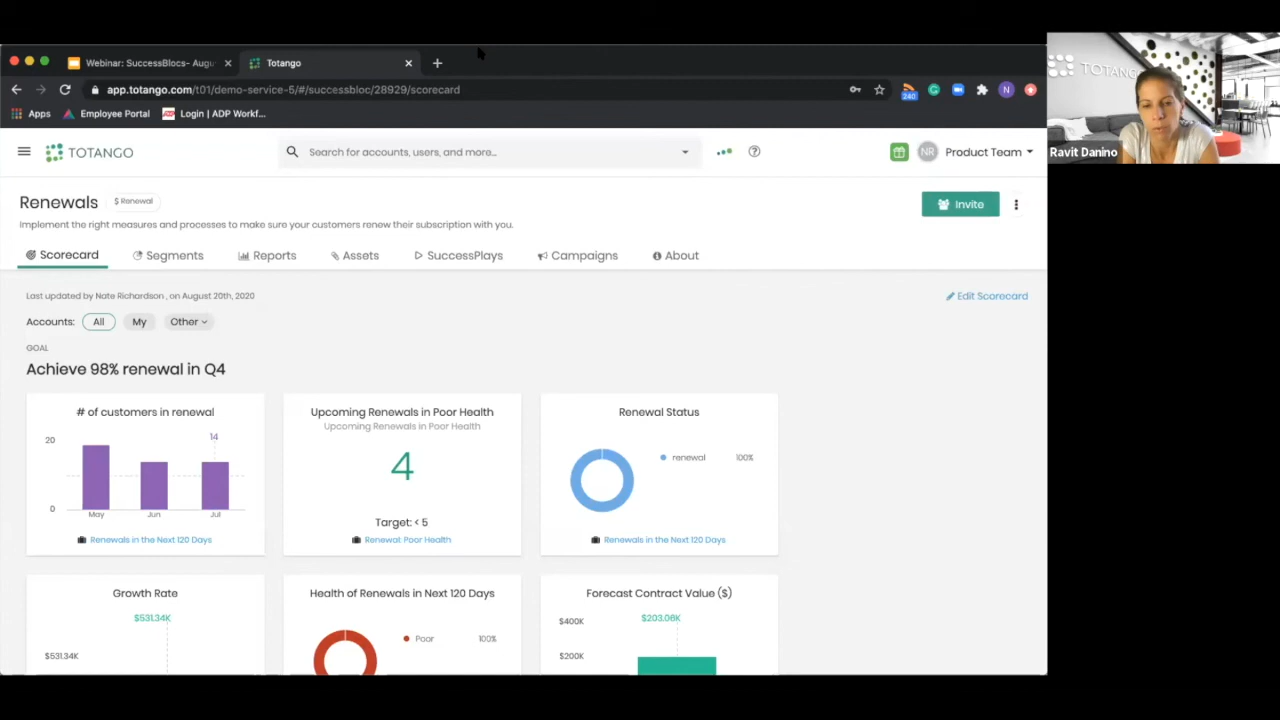 Webinar: SuccessBlocs- Augu
Totango
app.totango.com/t01/demo-service-5/#/successbloc/28929/scorecard
240
N
Apps
Employee Portal
Login | ADP Workf...
TOTANGO
Ravit Danino
TOTANGO
Search for accounts, users, and more...
NR
Product Team
Renewals
$ Renewal
Invite
Implement the right measures and processes to make sure your customers renew their subscription with you.
Scorecard
Segments
Reports
Assets
SuccessPlays
Campaigns
About
Last updated by Nate Richardson , on August 20th, 2020
Edit Scorecard
Accounts:
All
My
Other
GOAL
Achieve 98% renewal in Q4
# of customers in renewal
20
14
0
May
Jun
Jul
Renewals in the Next 120 Days
Upcoming Renewals in Poor Health
Upcoming Renewals in Poor Health
4
Target: < 5
Renewal: Poor Health
Renewal Status
renewal
100%
Renewals in the Next 120 Days
Growth Rate
$531.34K
$531.34K
Health of Renewals in Next 120 Days
Poor
100%
Forecast Contract Value ($)
$400K
$203.08K
$200K